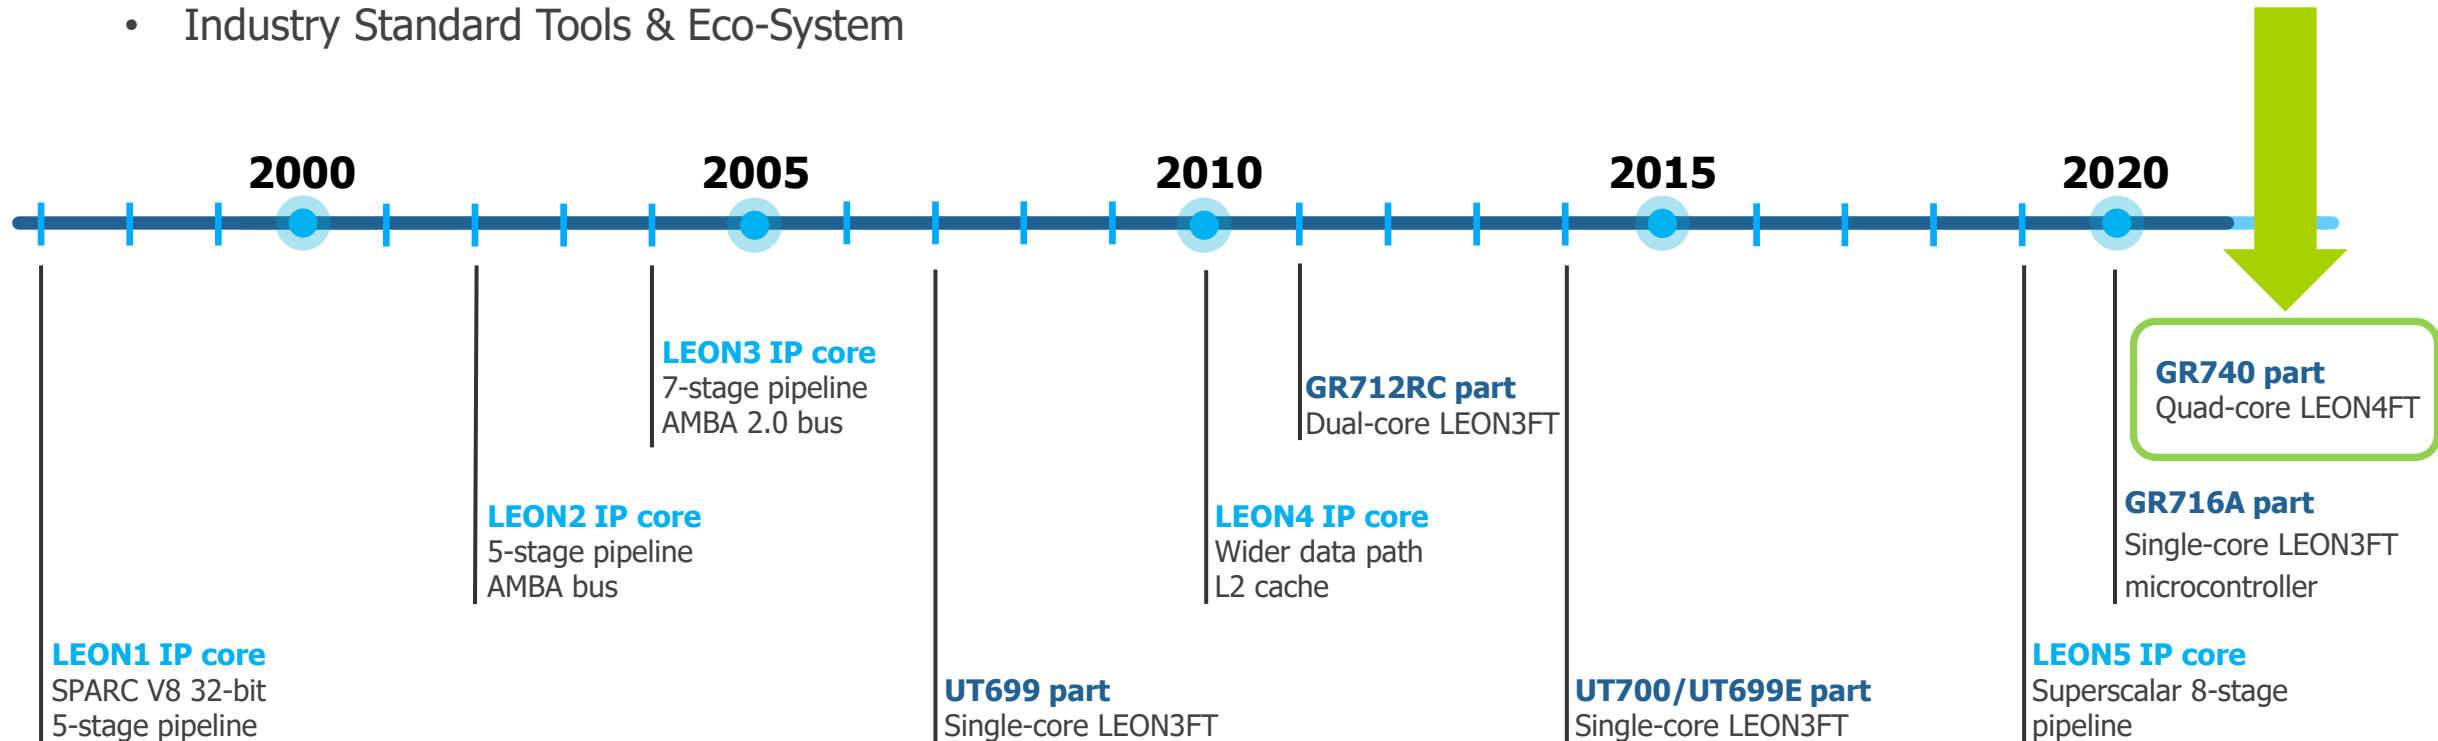 • Industry Standard Tools & Eco-System
2000
2005
2010
2015
2020
LEON1 IP core
SPARC V8 32-bit
5-stage pipeline
LEON2 IP core
5-stage pipeline
AMBA bus
LEON3 IP core
7-stage pipeline
AMBA 2.0 bus
UT699 part
Single-core LEON3FT
LEON4 IP core
Wider data path
L2 cache
GR712RC part
Dual-core LEON3FT
UT700/UT699E part
Single-core LEON3FT
LEON5 IP core
Superscalar 8-stage
pipeline
GR716A part
Single-core LEON3FT
microcontroller
GR740 part
Quad-core LEON4FT